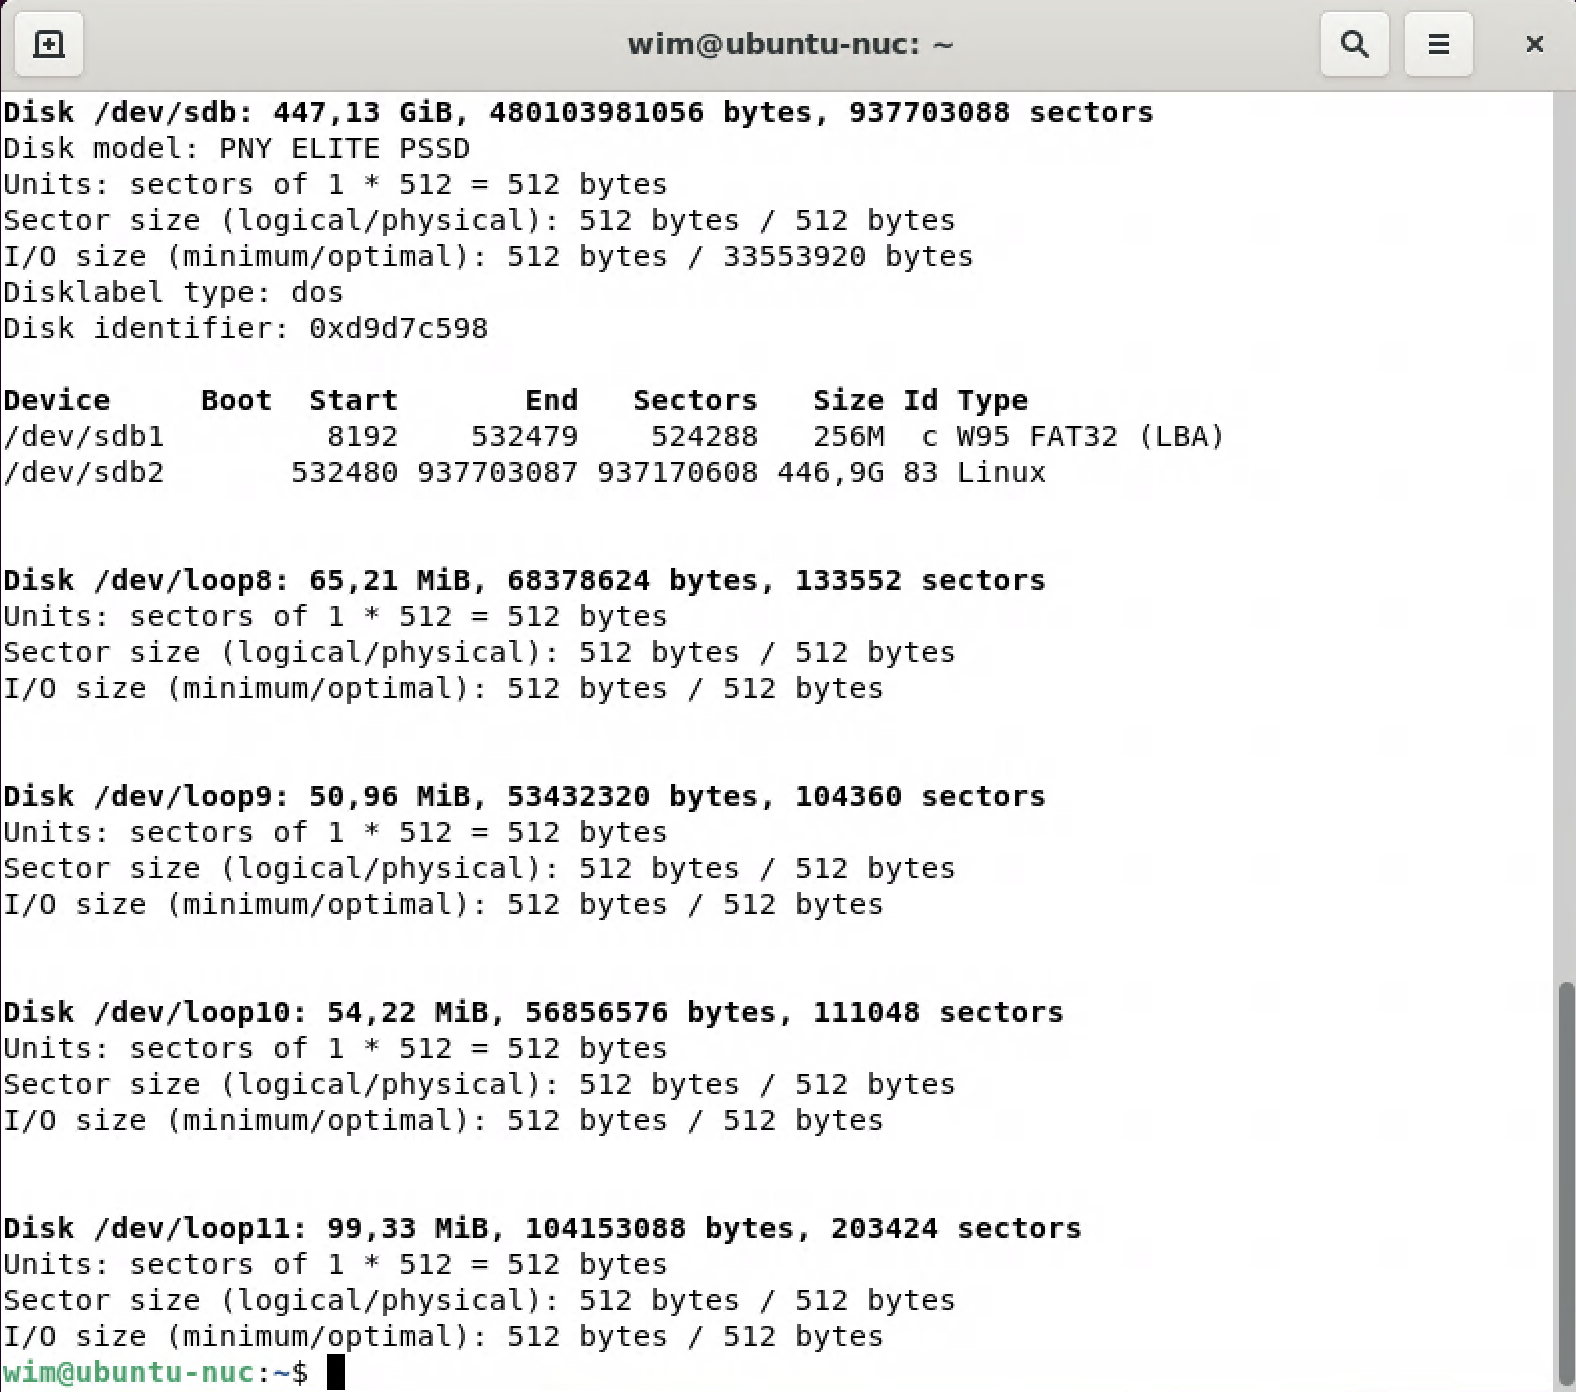 wim@ubuntu-nuc: ~
Disk /dev/sdb: 447,13 GiB, 480103981056 bytes, 937703088 sectors
Disk model: PNY ELITE PSSD
Units: sectors of 1 * 512 = 512 bytes
Sector size (logical/physical): 512 bytes / 512 bytes
I/O size (minimum/optimal): 512 bytes / 33553920 bytes
Disklabel type: dos
Disk identifier: 0xd9d7c598
Device     Boot  Start       End   Sectors   Size Id Type
/dev/sdb1         8192    532479    524288   256M  c W95 FAT32 (LBA)
/dev/sdb2       532480 937703087 937170608 446,9G 83 Linux
Disk /dev/loop8: 65,21 MiB, 68378624 bytes, 133552 sectors
Units: sectors of 1 * 512 = 512 bytes
Sector size (logical/physical): 512 bytes / 512 bytes
I/O size (minimum/optimal): 512 bytes / 512 bytes
Disk /dev/loop9: 50,96 MiB, 53432320 bytes, 104360 sectors
Units: sectors of 1 * 512 = 512 bytes
Sector size (logical/physical): 512 bytes / 512 bytes
I/O size (minimum/optimal): 512 bytes / 512 bytes
Disk /dev/loop10: 54,22 MiB, 56856576 bytes, 111048 sectors
Units: sectors of 1 * 512 = 512 bytes
Sector size (logical/physical): 512 bytes / 512 bytes
I/O size (minimum/optimal): 512 bytes / 512 bytes
Disk /dev/loop11: 99,33 MiB, 104153088 bytes, 203424 sectors
Units: sectors of 1 * 512 = 512 bytes
Sector size (logical/physical): 512 bytes / 512 bytes
I/O size (minimum/optimal): 512 bytes / 512 bytes
wim@ubuntu-nuc:~$